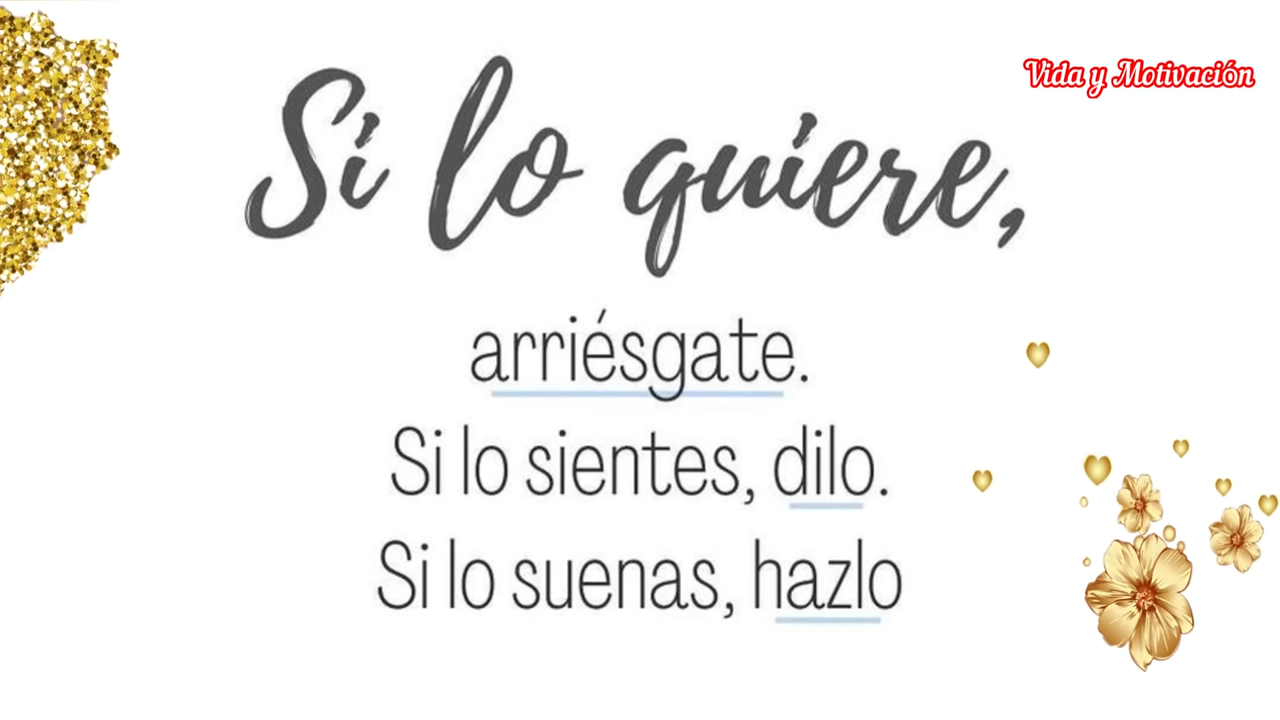 Vida y Motivación
Si lo quiere,
arriésgate.
Si lo sientes, dilo.
Si lo suenas, hazlo